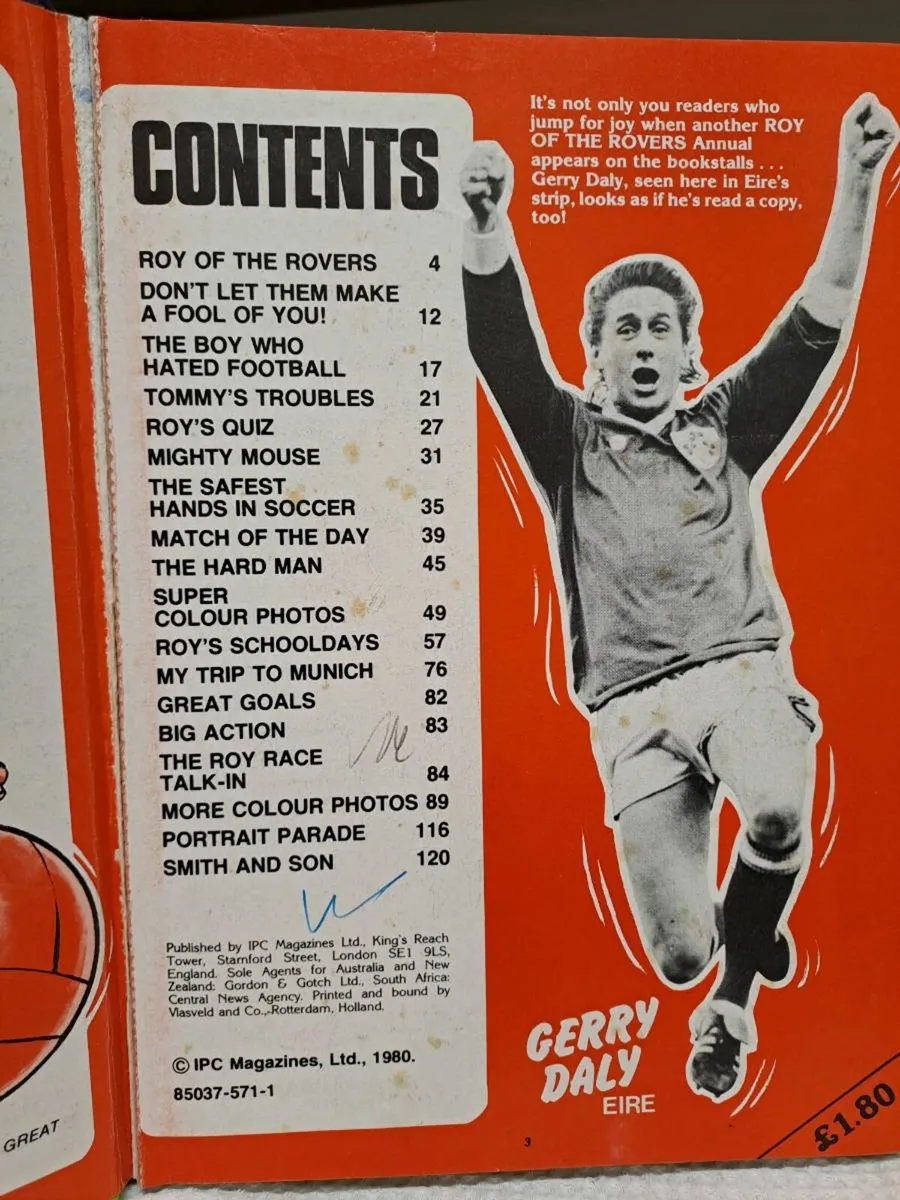 CONTENTS
ROY OF THE ROVERS 4
DON'T LET THEM MAKE
A FOOL OF YOU! 12
THE BOY WHO
HATED FOOTBALL 17
TOMMY'S TROUBLES 21
ROY'S QUIZ 27
MIGHTY MOUSE 31
THE SAFEST
HANDS IN SOCCER 35
MATCH OF THE DAY 39
THE HARD MAN 45
SUPER
COLOUR PHOTOS 49
ROY'S SCHOOLDAYS 57
MY TRIP TO MUNICH 76
GREAT GOALS 82
BIG ACTION 83
THE ROY RACE
TALK-IN 84
MORE COLOUR PHOTOS 89
PORTRAIT PARADE 116
SMITH AND SON 120
Published by IPC Magazines Ltd., King's Reach
Tower, Stamford Street, London SE1 9LS,
England. Sole Agents for Australia and New
Zealand: Gordon & Gotch Ltd., South Africa:
Central News Agency. Printed and bound by
Vlasveld and Co., Rotterdam, Holland.
© IPC Magazines, Ltd., 1980.
85037-571-1
It's not only you readers who
jump for joy when another ROY
OF THE ROVERS Annual
appears on the bookstalls . . .
Gerry Daly, seen here in Eire's
strip, looks as if he's read a copy,
too!
GERRY
DALY
EIRE
3
£1.80
GREAT